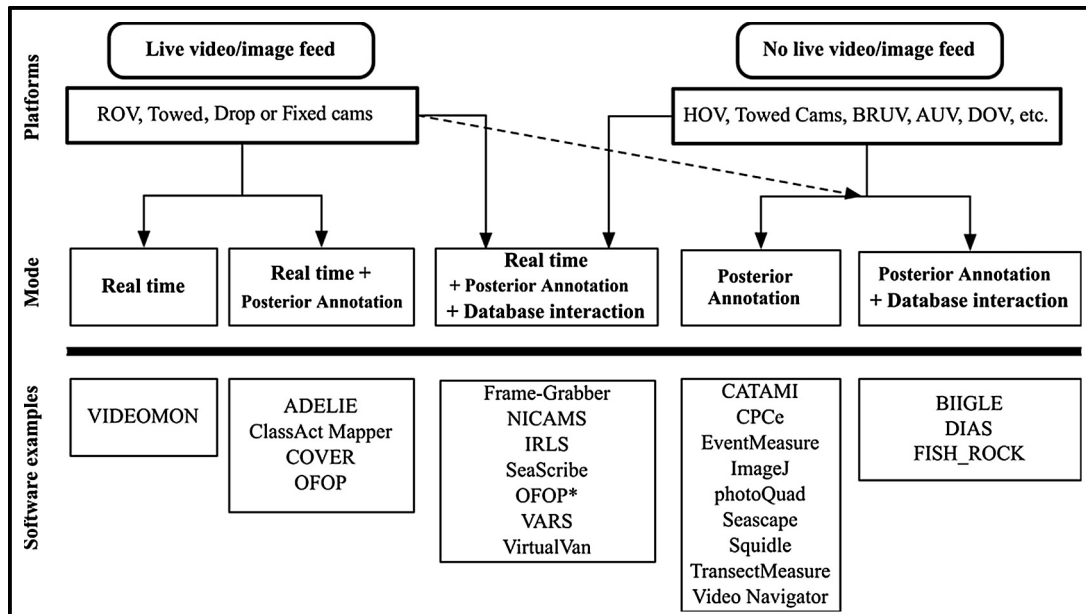 Platforms
Live video/image feed
No live video/image feed
ROV, Towed, Drop or Fixed cams
HOV, Towed Cams, BRUV, AUV, DOV, etc.
Mode
Real time
Real time +
Posterior Annotation
Real time
+ Posterior Annotation
+ Database interaction
Posterior
Annotation
Posterior Annotation
+ Database interaction
Software examples
VIDEOMON
ADELIE
ClassAct Mapper
COVER
OFOP
Frame-Grabber
NICAMS
IRLS
SeaScribe
OFOP*
VARS
VirtualVan
CATAMI
CPCe
EventMeasure
ImageJ
photoQuad
Seascape
Squidle
TransectMeasure
Video Navigator
BIIGLE
DIAS
FISH_ROCK